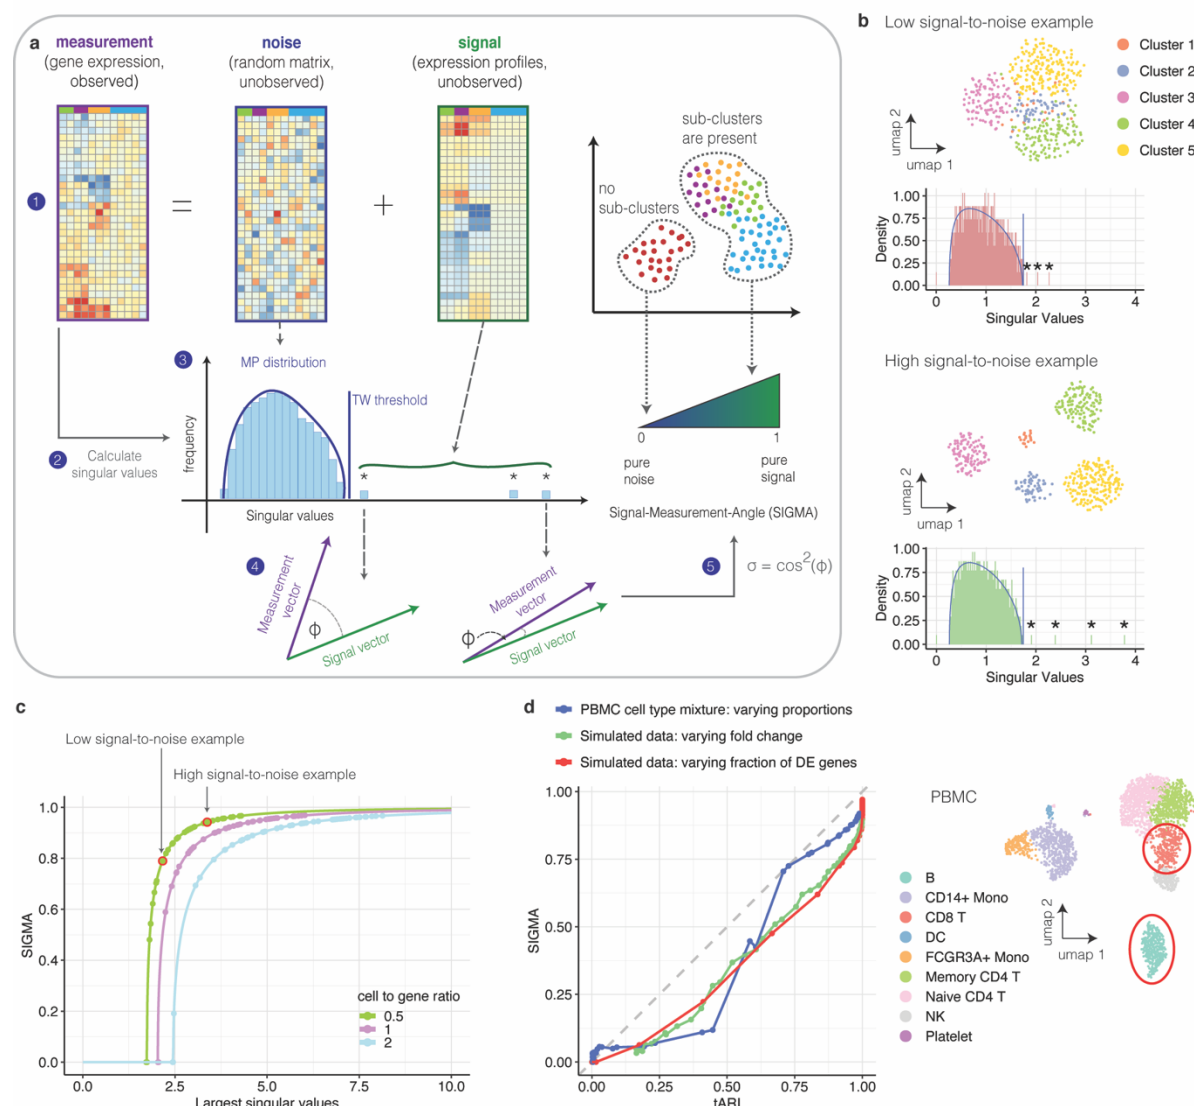 a
measurement
(gene expression,
observed)
noise
(random matrix,
unobserved)
signal
(expression profiles,
unobserved)
1
=
+
no
sub-clusters
sub-clusters
are present
2
Calculate
singular values
3
MP distribution
TW threshold
frequency
Singular values
* * *
0
1
pure
noise
pure
signal
Signal-Measurement-Angle (SIGMA)
4
Measurement
vector
ϕ
Signal vector
Measurement
vector
ϕ
Signal vector
5
σ = cos²(ϕ)
b
Low signal-to-noise example
Cluster 1
Cluster 2
Cluster 3
Cluster 4
Cluster 5
umap 2
umap 1
1.00
0.75
0.50
0.25
0.00
Density
***
0 1 2 3 4
Singular Values
High signal-to-noise example
umap 2
umap 1
1.00
0.75
0.50
0.25
0.00
Density
* * * *
0 1 2 3 4
Singular Values
c
Low signal-to-noise example
High signal-to-noise example
1.0
0.8
0.6
0.4
0.2
0.0
SIGMA
cell to gene ratio
0.5
1
2
0.0 2.5 5.0 7.5 10.0
Largest singular values
d
PBMC cell type mixture: varying proportions
Simulated data: varying fold change
Simulated data: varying fraction of DE genes
1.00
0.75
0.50
0.25
0.00
SIGMA
0.00 0.25 0.50 0.75 1.00
tARI
PBMC
B
CD14+ Mono
CD8 T
DC
FCGR3A+ Mono
Memory CD4 T
Naive CD4 T
NK
Platelet
umap 2
umap 1